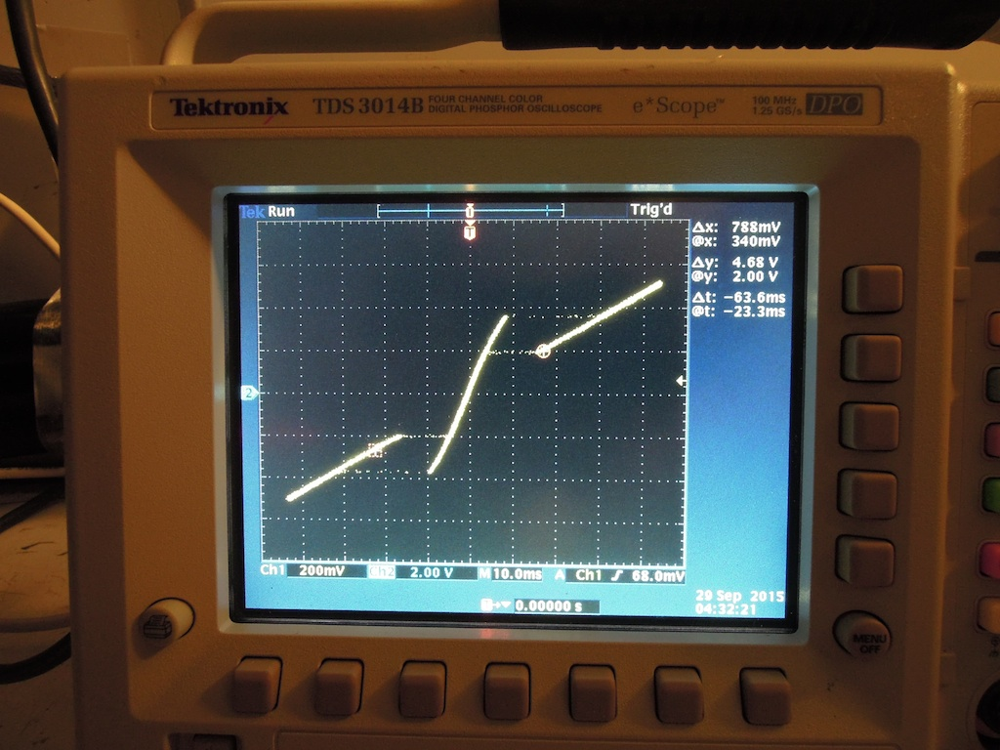 Tektronix TDS 3014B FOUR CHANNEL COLOR DIGITAL PHOSPHOR OSCILLOSCOPE e*Scope™ 100 MHz 1.25 GS/s DPO
Tek Run Trig'd
Δx: 788mV
@x: 340mV
Δy: 4.68 V
@y: 2.00 V
Δt: −63.6ms
@t: −23.3ms
T
2
Ch1 200mV Ch2 2.00 V M 10.0ms A Ch1 68.0mV
0.00000 s
29 Sep 2015
04:32:21
MENU
OFF